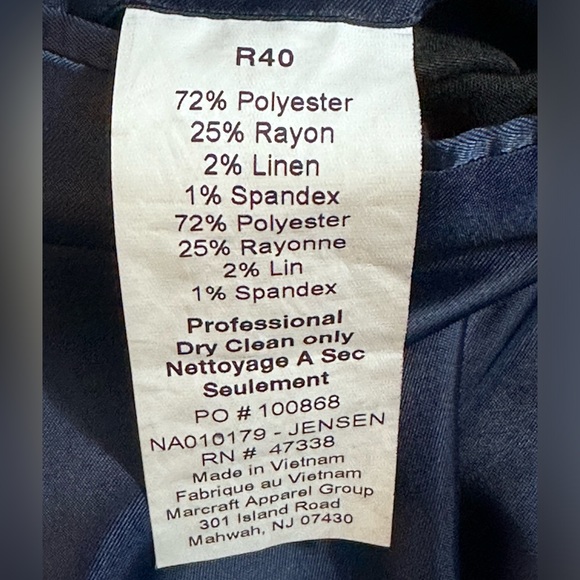 R40
72% Polyester
25% Rayon
2% Linen
1% Spandex
72% Polyester
25% Rayonne
2% Lin
1% Spandex
Professional
Dry Clean only
Nettoyage A Sec
Seulement
PO # 100868
NA010179 - JENSEN
RN # 47338
Made in Vietnam
Fabrique au Vietnam
Marcraft Apparel Group
301 Island Road
Mahwah, NJ 07430